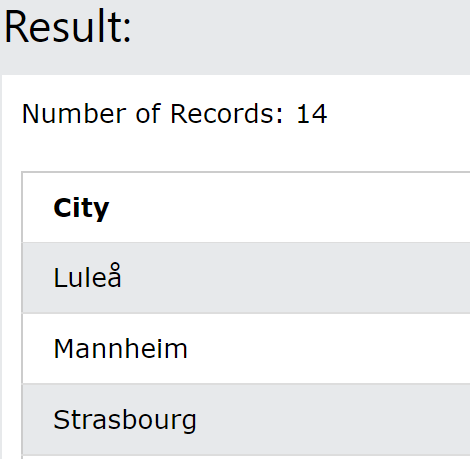 Result:
Number of Records: 14
City
Luleå
Mannheim
Strasbourg